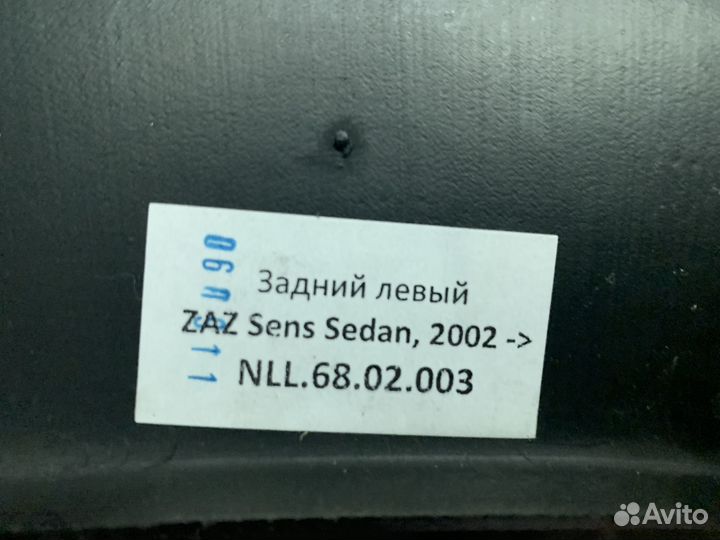 Задний левый
ZAZ Sens Sedan, 2002 ->
NLL.68.02.003
Avito